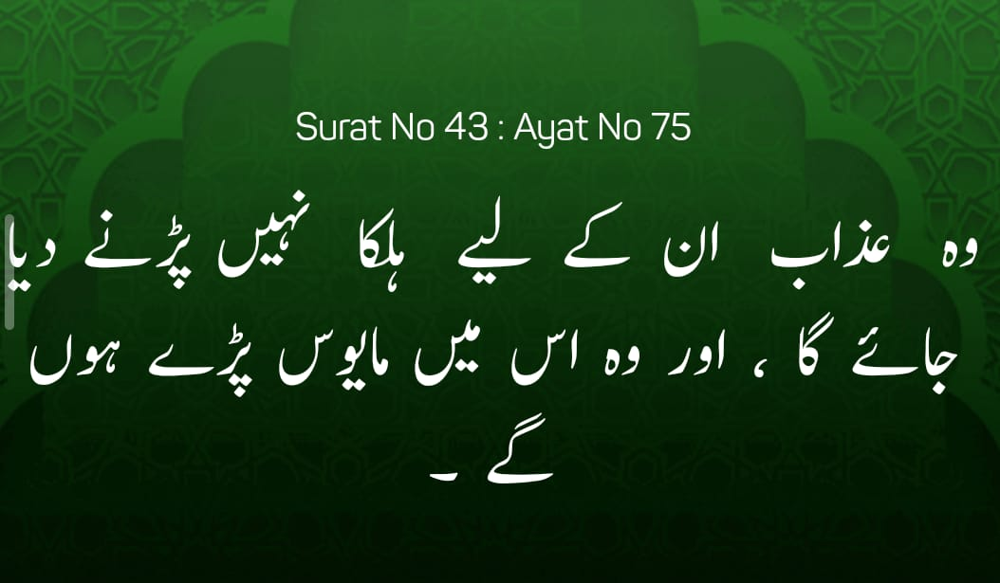 Surat No 43 : Ayat No 75
وہ عذاب ان کے لیے ہلکا نہیں پڑنے دیا
جائے گا ، اور وہ اس میں مایوس پڑے ہوں
گے ۔